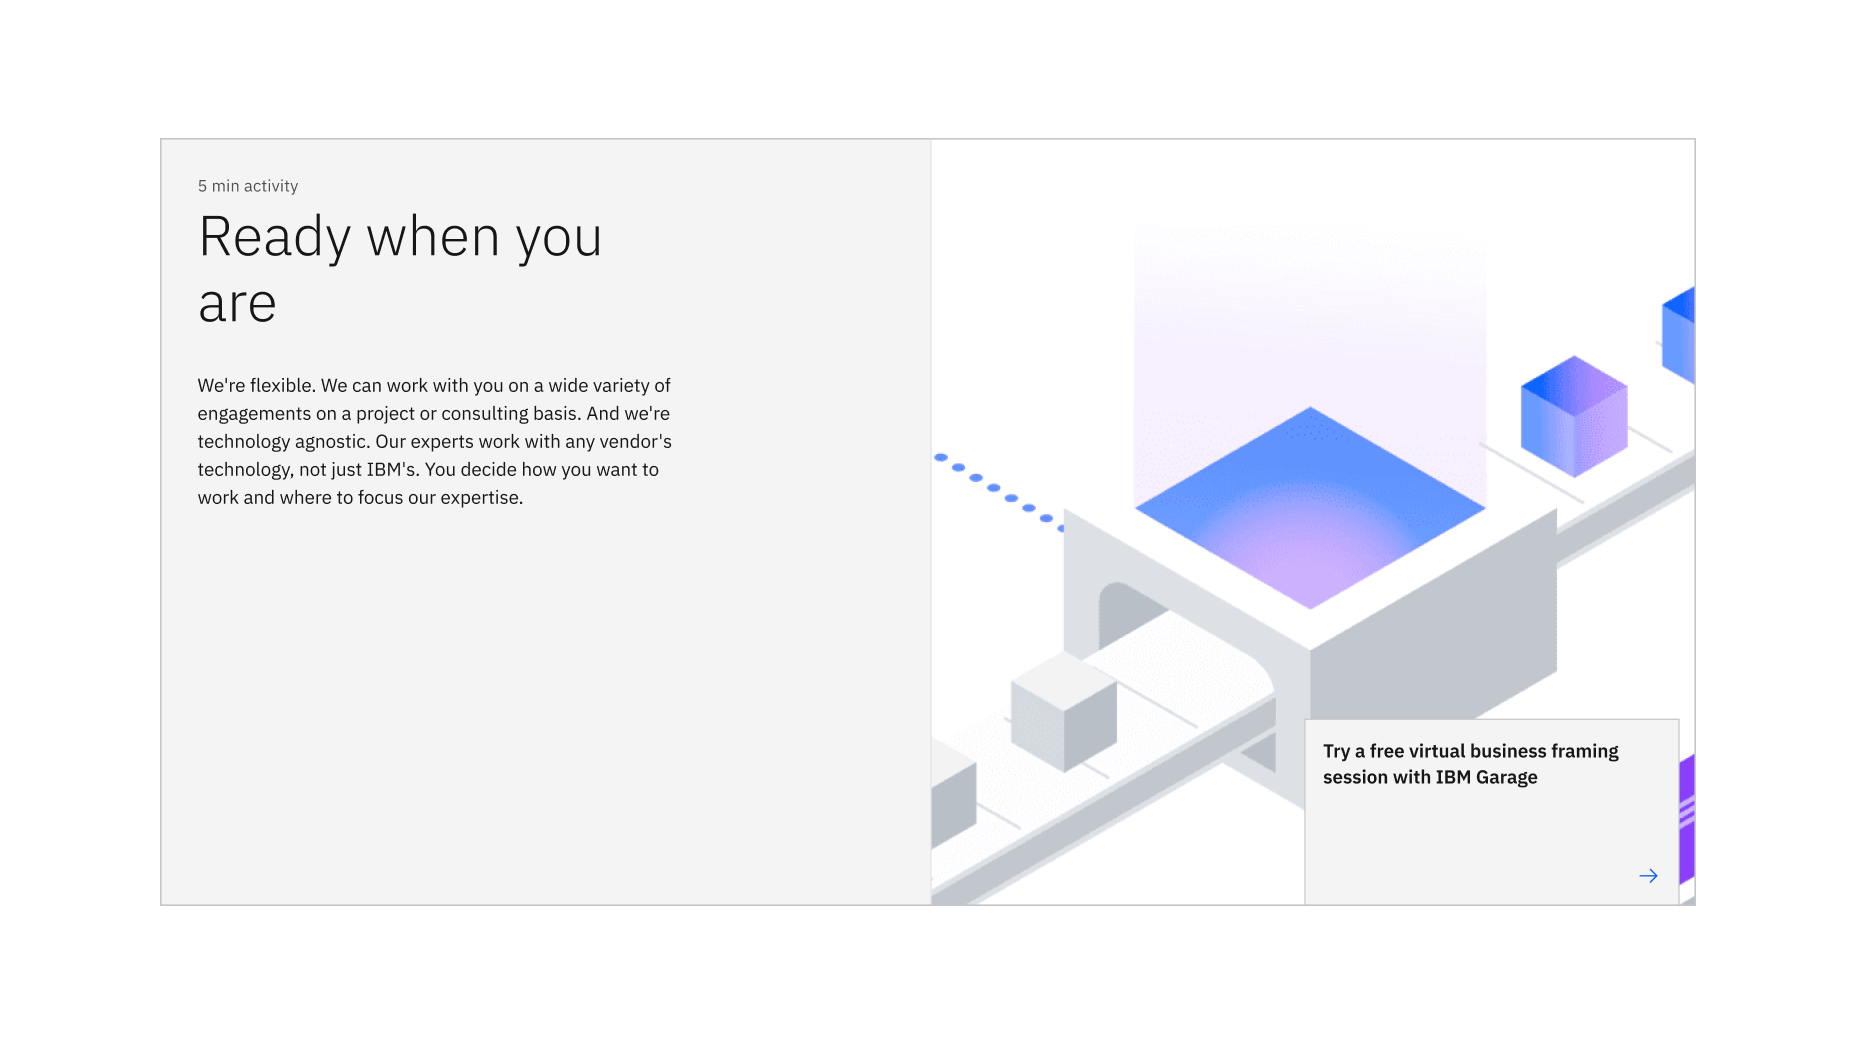 5 min activity
Ready when you
are
We're flexible. We can work with you on a wide variety of
engagements on a project or consulting basis. And we're
technology agnostic. Our experts work with any vendor's
technology, not just IBM's. You decide how you want to
work and where to focus our expertise.
Try a free virtual business framing
session with IBM Garage